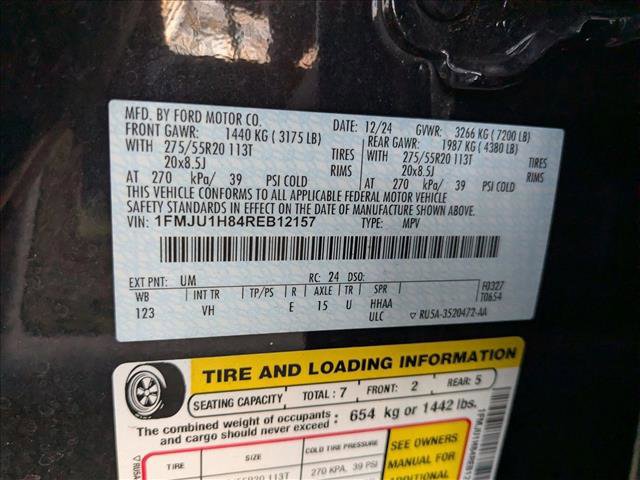 MFD. BY FORD MOTOR CO.
DATE: 12/24 GVWR: 3266 KG ( 7200 LB)
FRONT GAWR: 1440 KG ( 3175 LB) REAR GAWR: 1987 KG ( 4380 LB)
WITH 275/55R20 113T TIRES WITH 275/55R20 113T TIRES
20x8.5J RIMS 20x8.5J RIMS
AT 270 kPa/ 39 PSI COLD AT 270 kPa/ 39 PSI COLD
THIS VEHICLE CONFORMS TO ALL APPLICABLE FEDERAL MOTOR VEHICLE
SAFETY STANDARDS IN EFFECT ON THE DATE OF MANUFACTURE SHOWN ABOVE.
VIN: 1FMJU1H84REB12157 TYPE: MPV
EXT PNT: UM RC: 24 DSO:
WB INT TR TP/PS R AXLE TR SPR F0327
123 VH E 15 U HHAA T0654
ULC ▽ RU5A-3520472-AA
TIRE AND LOADING INFORMATION
SEATING CAPACITY TOTAL : 7 FRONT: 2 REAR: 5
The combined weight of occupants
and cargo should never exceed : 654 kg or 1442 lbs.
TIRE SIZE COLD TIRE PRESSURE SEE OWNERS
270 KPA, 39 PSI MANUAL FOR
ADDITIONAL